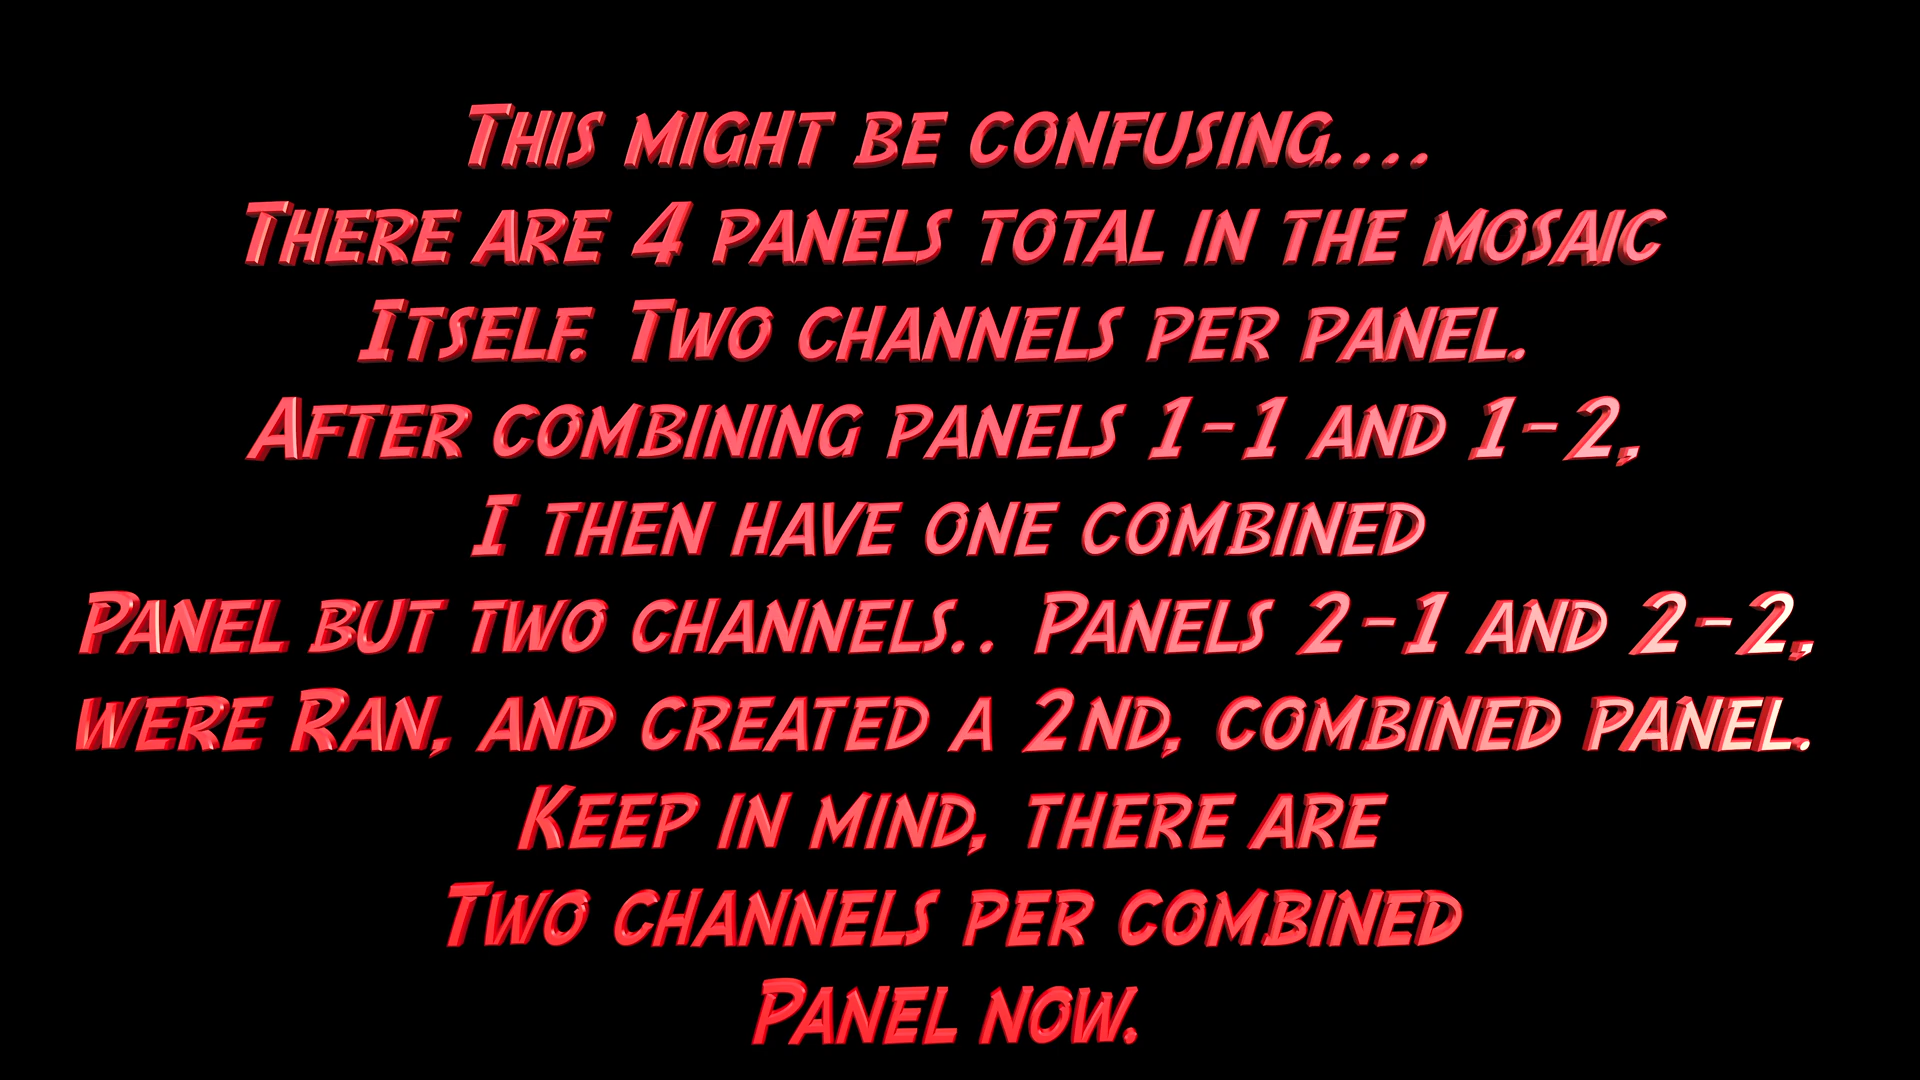 This might be confusing....
There are 4 panels total in the mosaic
Itself. Two channels per panel.
After combining panels 1-1 and 1-2,
I then have one combined
Panel but two channels.. Panels 2-1 and 2-2,
were Ran, and created a 2nd, combined panel.
Keep in mind, there are
Two channels per combined
Panel now.